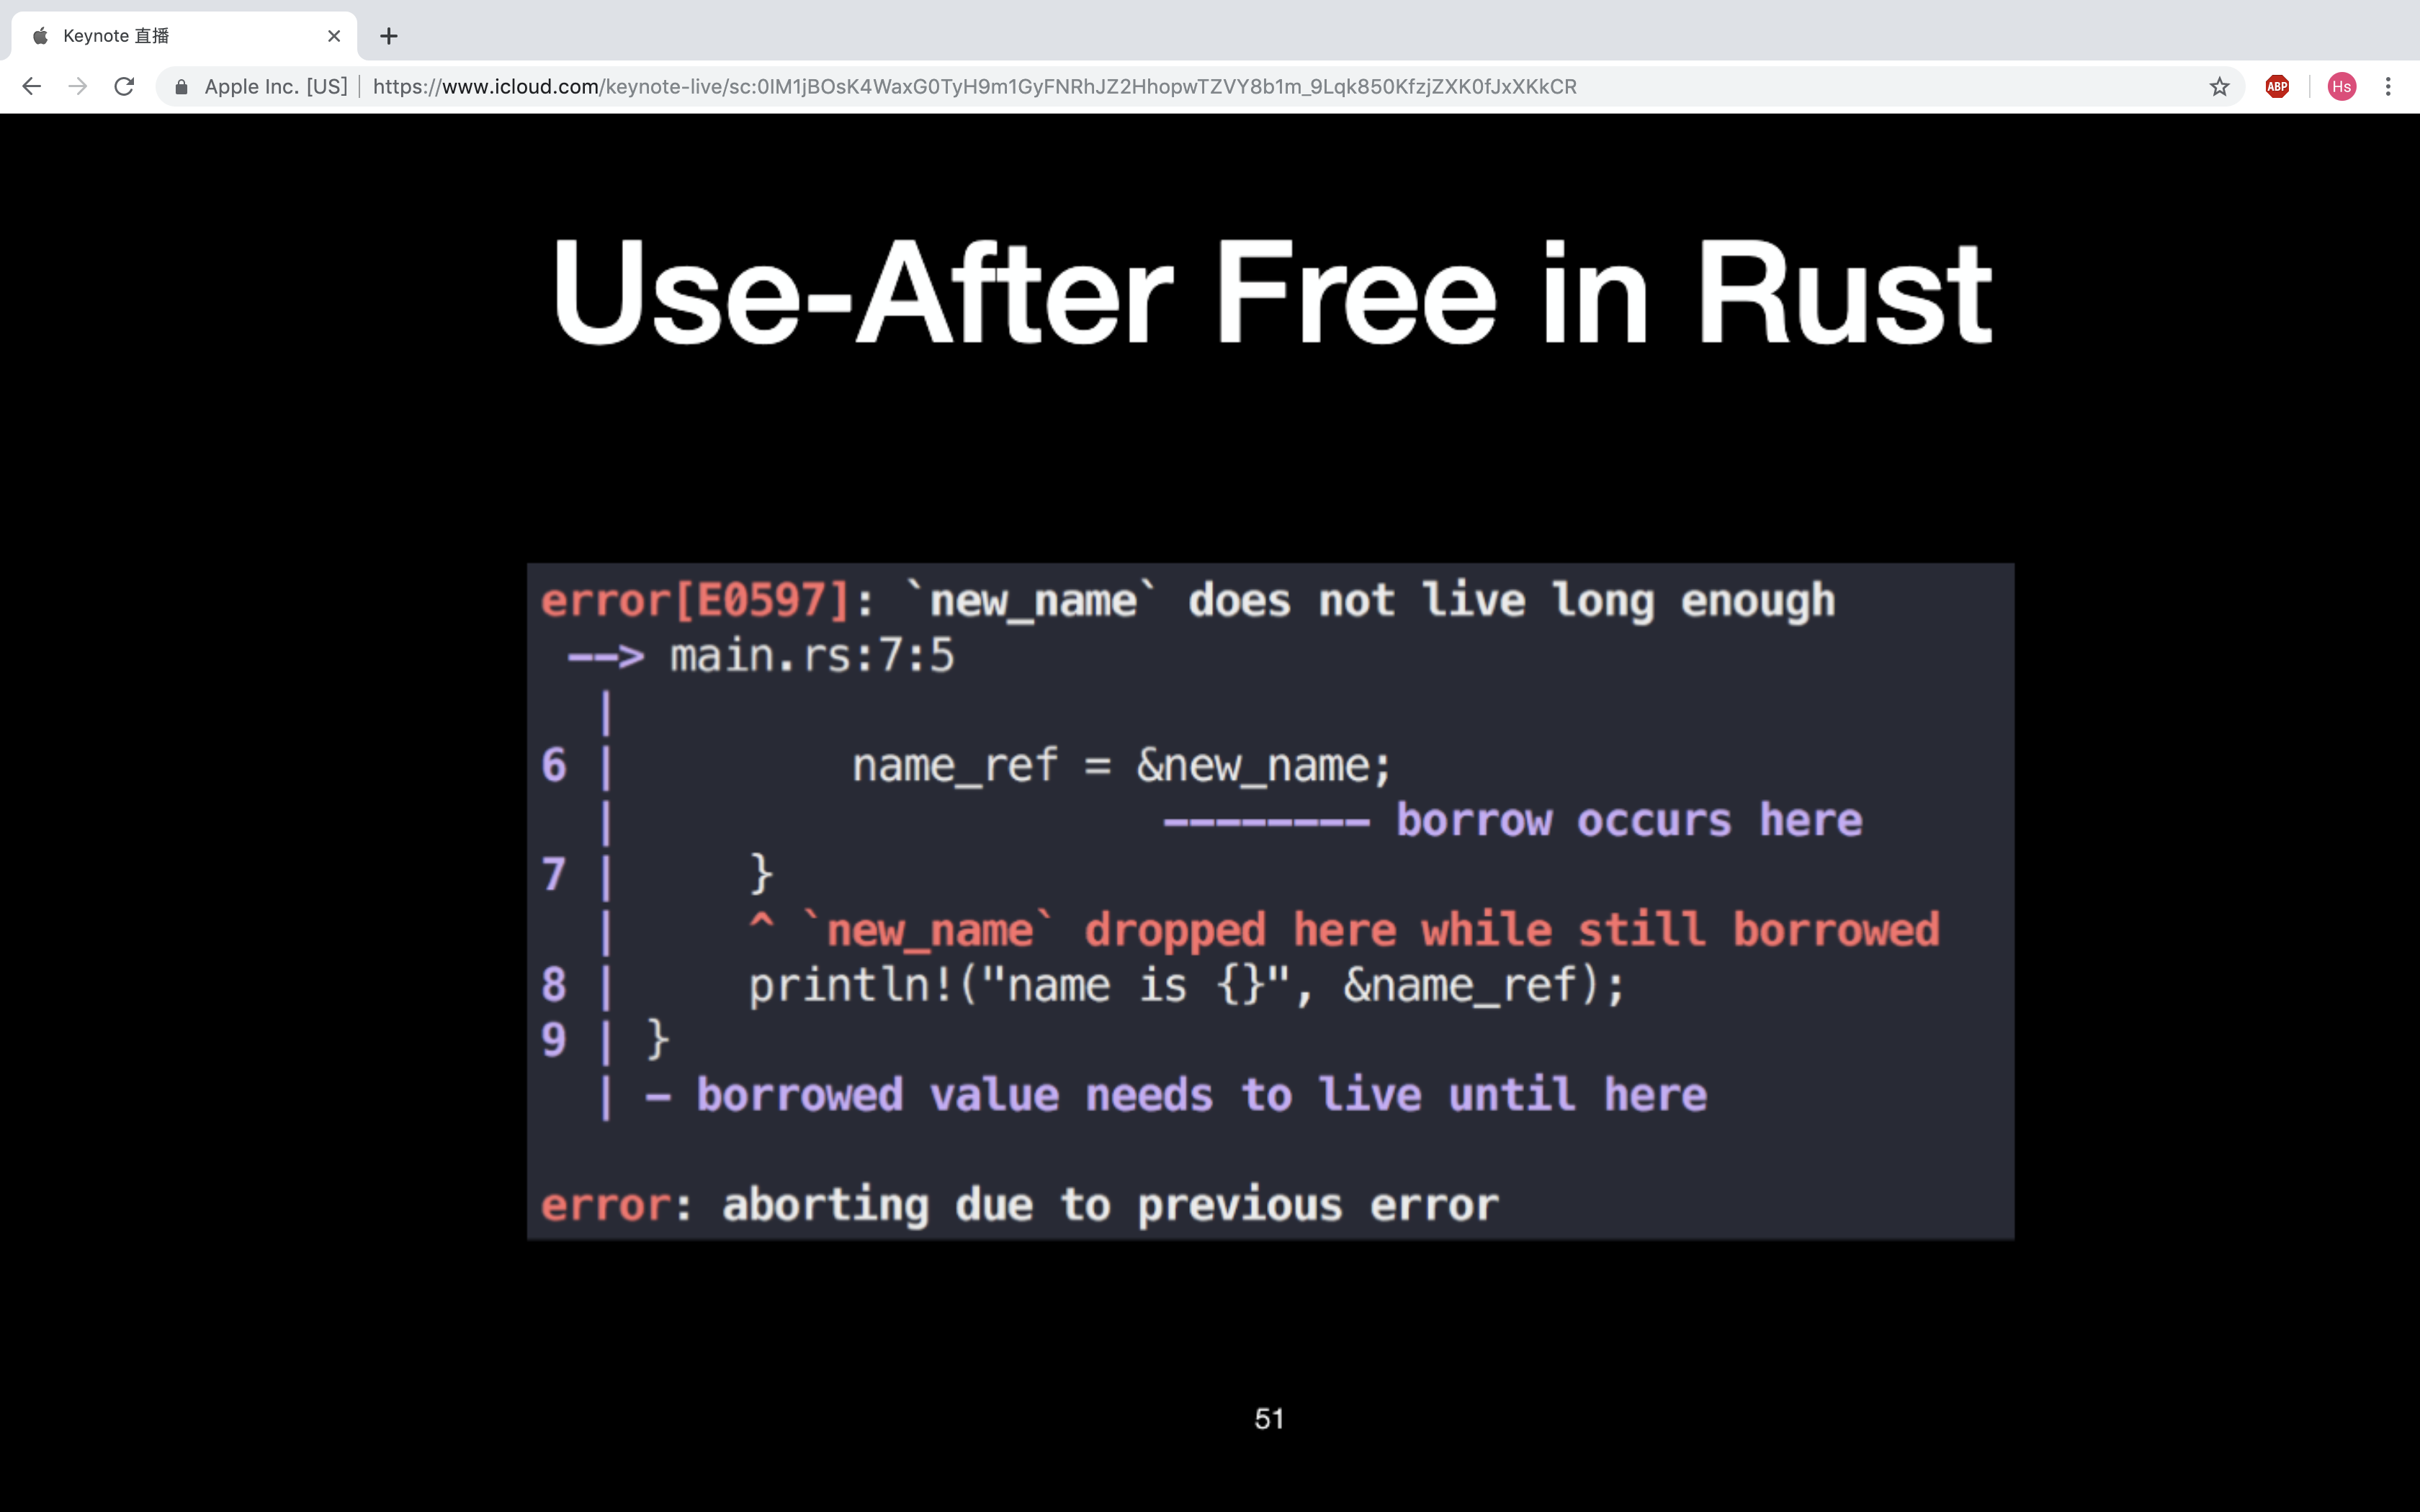 Keynote 直播
Apple Inc. [US] | https://www.icloud.com/keynote-live/sc:0IM1jBOsK4WaxG0TyH9m1GyFNRhJZ2HhopwTZVY8b1m_9Lqk850KfzjZXK0fJxXKkCR
ABP
Hs
Use-After Free in Rust
error[E0597]: `new_name` does not live long enough
 --> main.rs:7:5
  |
6 |         name_ref = &new_name;
  |                     -------- borrow occurs here
7 |     }
  |     ^ `new_name` dropped here while still borrowed
8 |     println!("name is {}", &name_ref);
9 | }
  | - borrowed value needs to live until here
error: aborting due to previous error
51